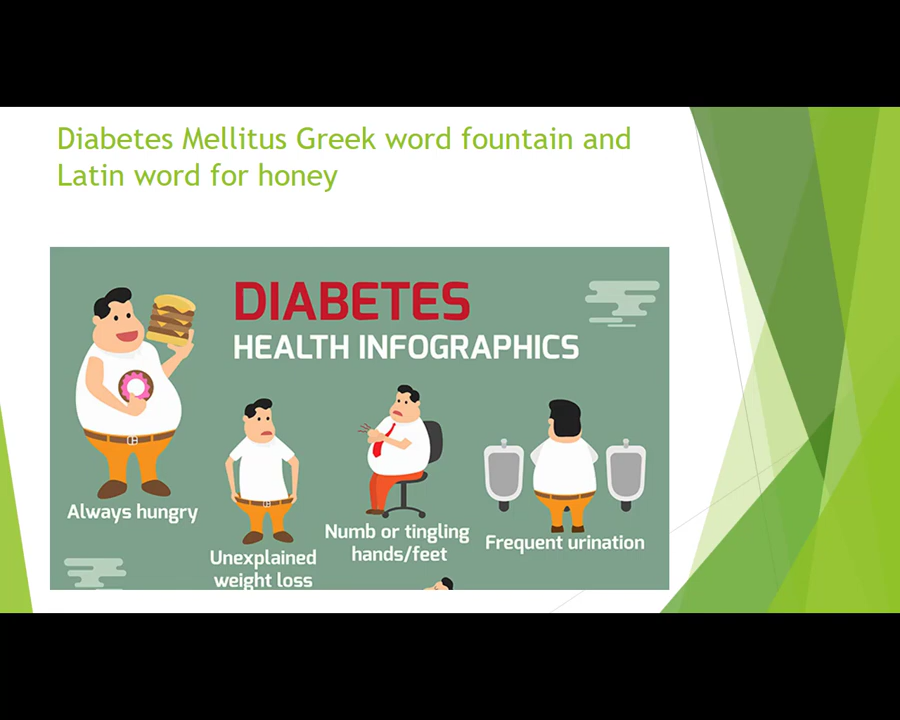 Diabetes Mellitus Greek word fountain and
Latin word for honey
DIABETES
HEALTH INFOGRAPHICS
Always hungry
Unexplained
weight loss
Numb or tingling
hands/feet
Frequent urination